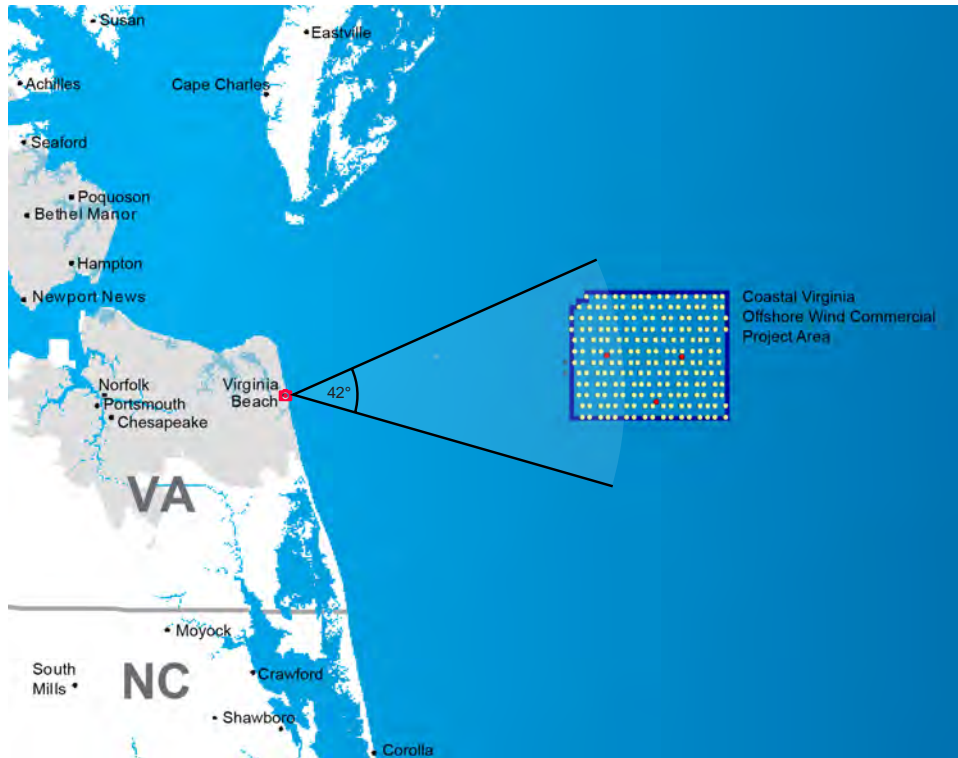 Susan
Eastville
Achilles
Cape Charles
Seaford
Poquoson
Bethel Manor
Hampton
Newport News
Coastal Virginia
Offshore Wind Commercial
Project Area
Norfolk
Portsmouth
Chesapeake
Virginia
Beach
42°
VA
Moyock
NC
South
Mills
Crawford
Shawboro
Corolla